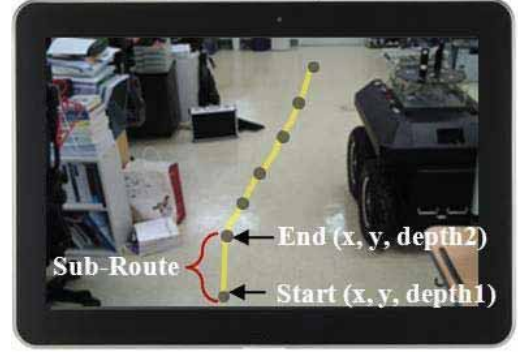 End (x, y, depth2)
Sub-Route
Start (x, y, depth1)